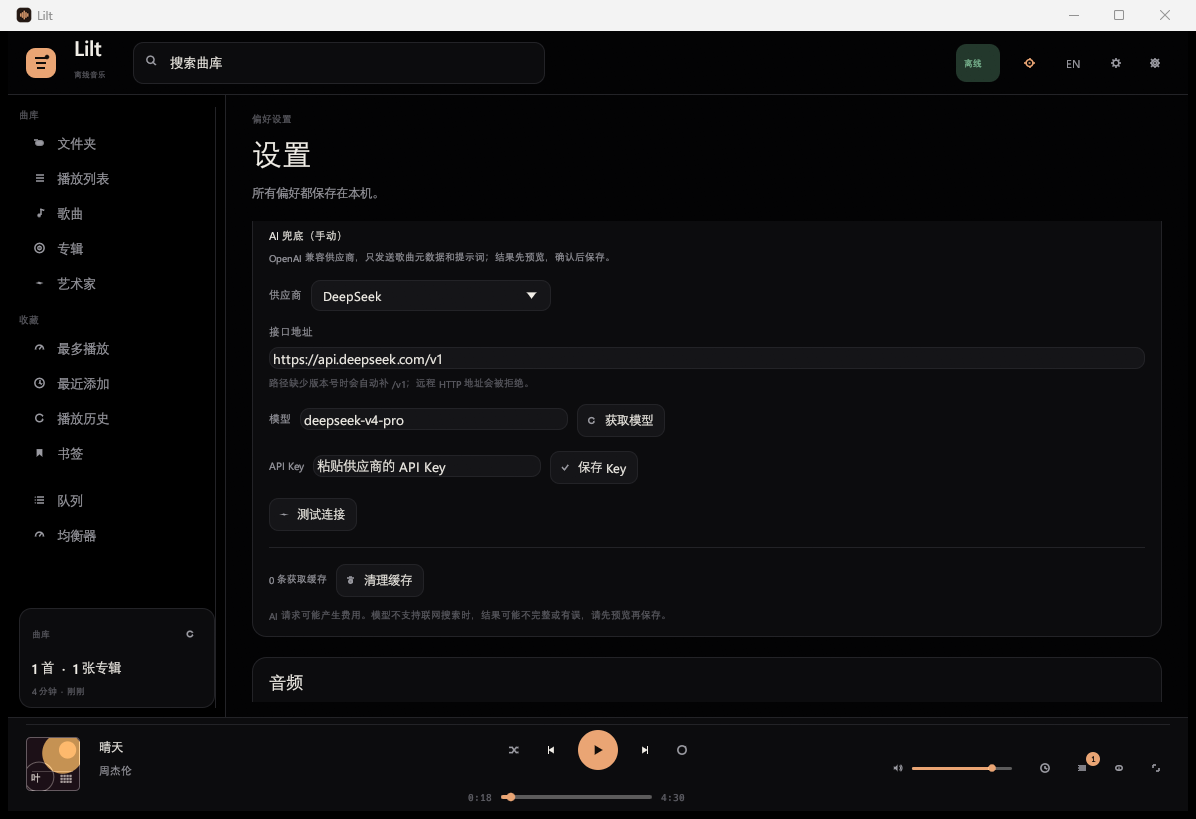 Lilt
Lilt
离线音乐
搜索曲库
离线
EN
曲库
文件夹
播放列表
歌曲
专辑
艺术家
收藏
最多播放
最近添加
播放历史
书签
队列
均衡器
曲库
1 首 · 1 张专辑
4 分钟 · 刚刚
偏好设置
设置
所有偏好都保存在本机。
AI 兜底（手动）
OpenAI 兼容供应商，只发送歌曲元数据和提示词；结果先预览，确认后保存。
供应商 DeepSeek
接口地址
https://api.deepseek.com/v1
路径缺少版本号时会自动补 /v1；远程 HTTP 地址会被拒绝。
模型 deepseek-v4-pro 获取模型
API Key 粘贴供应商的 API Key 保存 Key
测试连接
0 条获取缓存 清理缓存
AI 请求可能产生费用。模型不支持联网搜索时，结果可能不完整或有误，请先预览再保存。
音频
叶
晴天
周杰伦
0:18 4:30
1